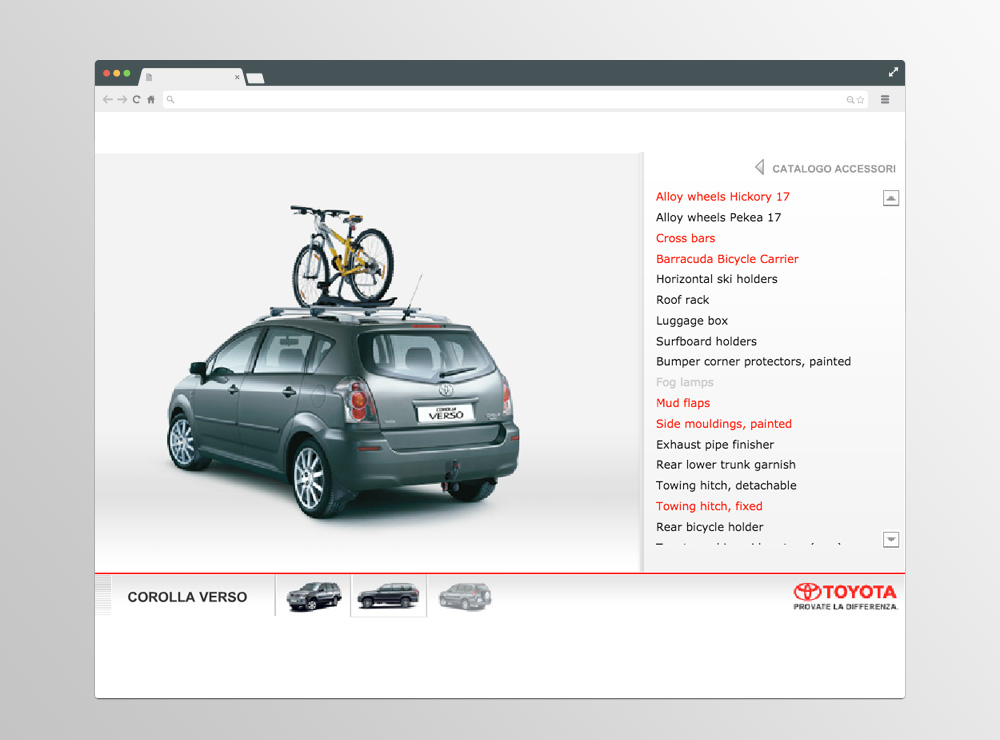 CATALOGO ACCESSORI
Alloy wheels Hickory 17
Alloy wheels Pekea 17
Cross bars
Barracuda Bicycle Carrier
Horizontal ski holders
Roof rack
Luggage box
Surfboard holders
Bumper corner protectors, painted
Fog lamps
Mud flaps
Side mouldings, painted
Exhaust pipe finisher
Rear lower trunk garnish
Towing hitch, detachable
Towing hitch, fixed
Rear bicycle holder
COROLLA
VERSO
COROLLA VERSO
TOYOTA
PROVATE LA DIFFERENZA.